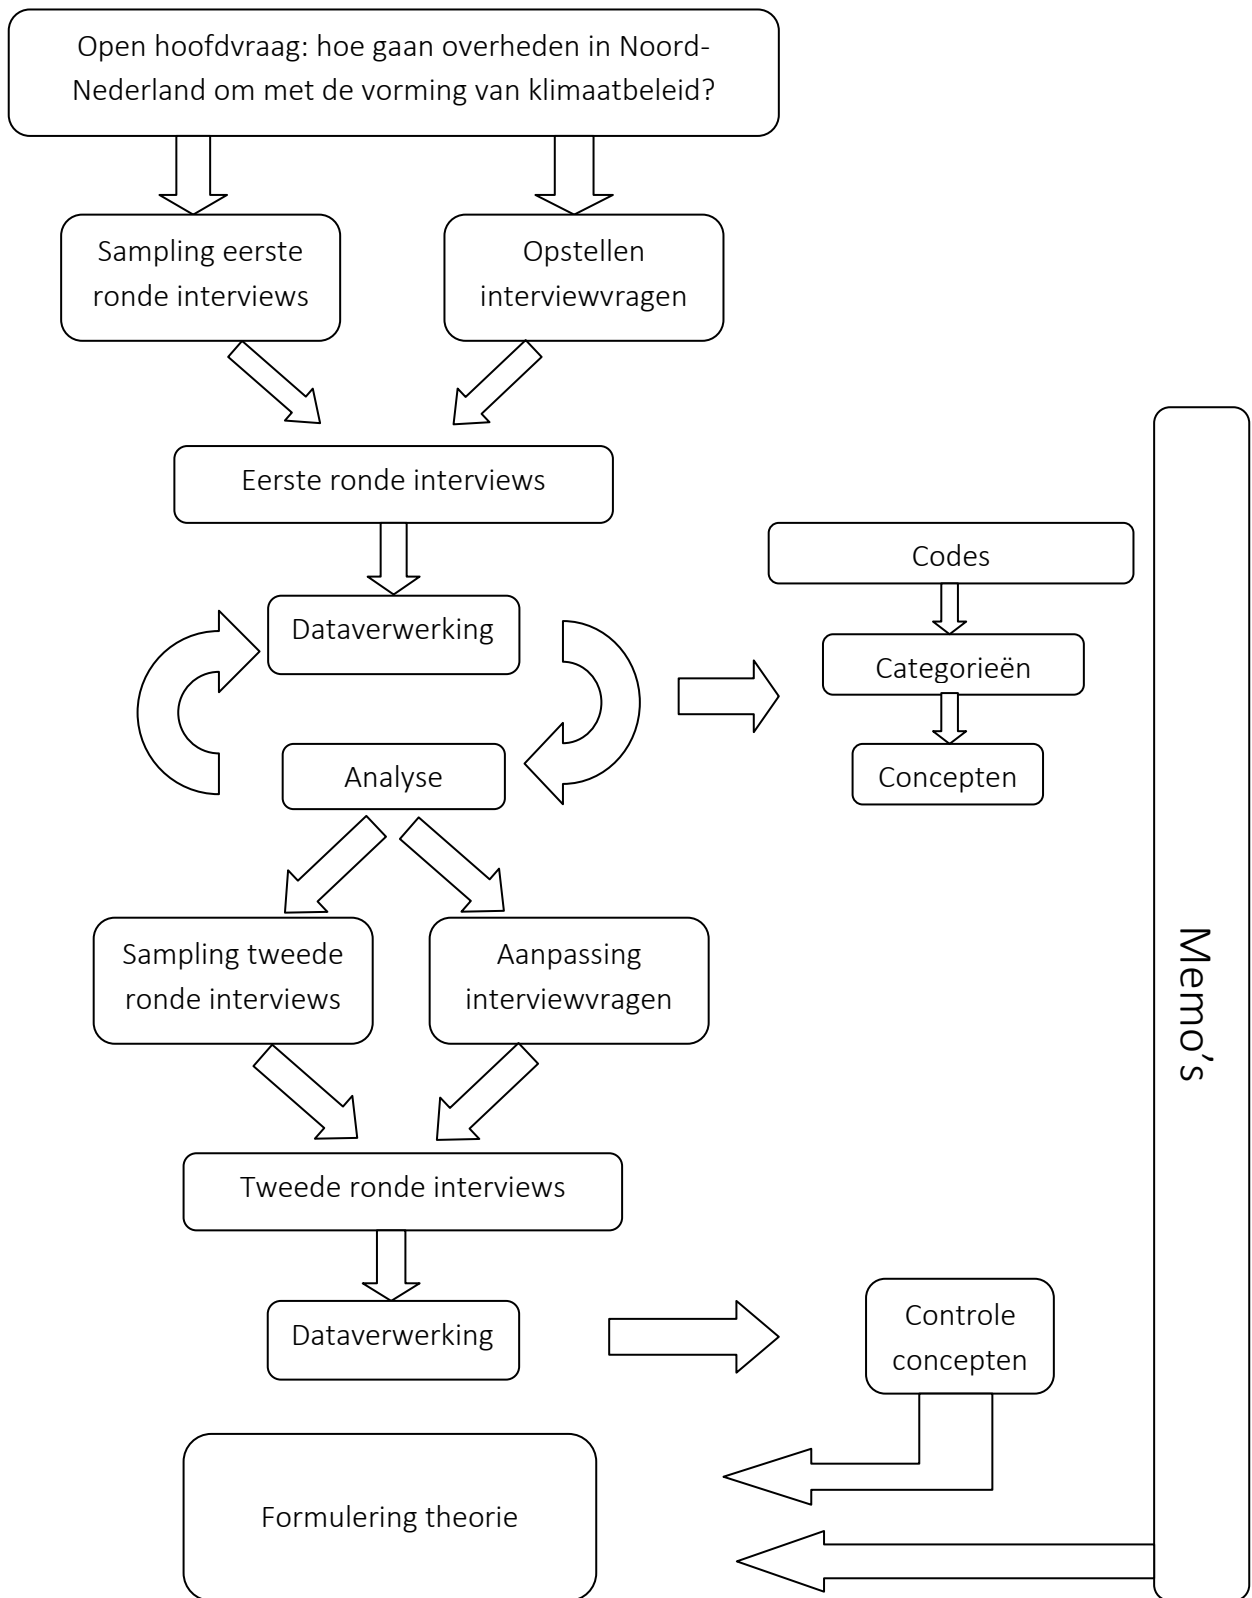 Open hoofdvraag: hoe gaan overheden in Noord-
Nederland om met de vorming van klimaatbeleid?
Sampling eerste
ronde interviews
Opstellen
interviewvragen
Eerste ronde interviews
Codes
Dataverwerking
Categorieën
Analyse
Concepten
Sampling tweede
ronde interviews
Aanpassing
interviewvragen
Memo's
Tweede ronde interviews
Dataverwerking
Controle
concepten
Formulering theorie